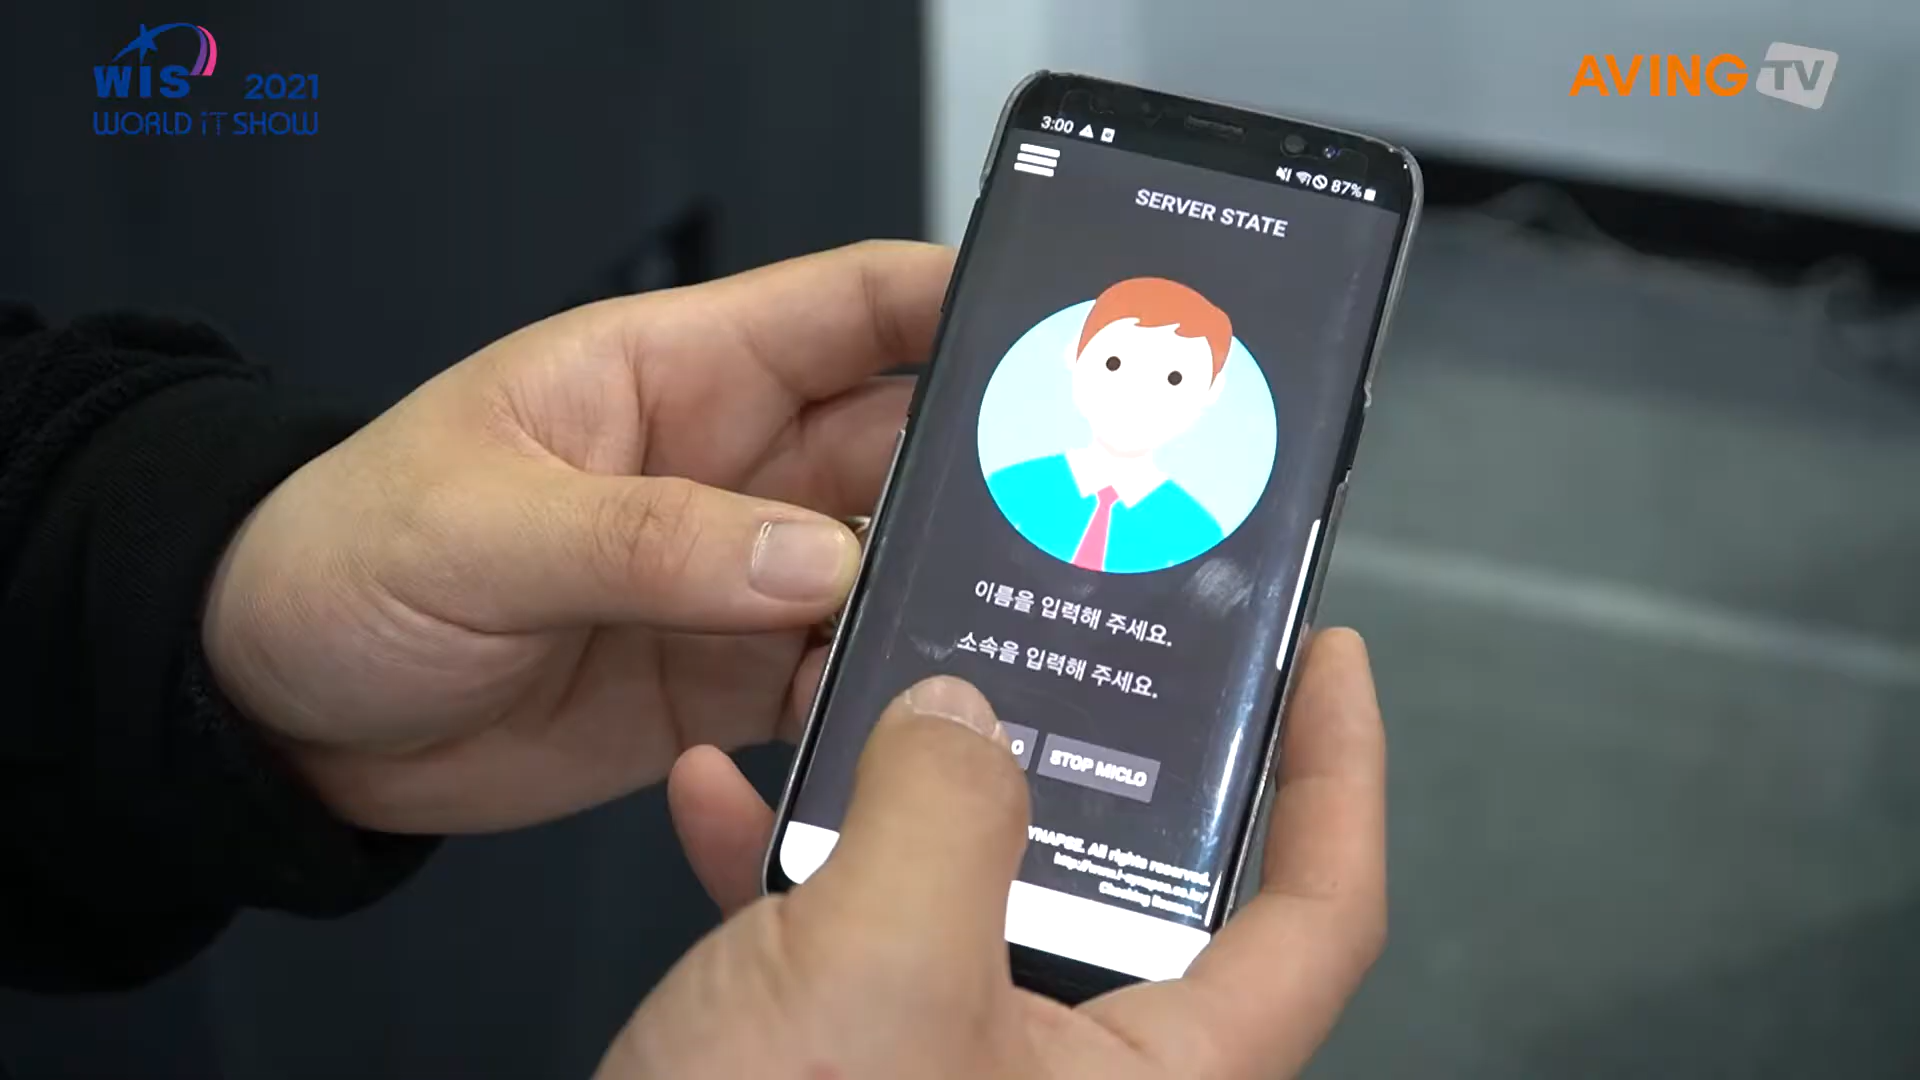 WIS 2021
WORLD IT SHOW
AVING TV
3:00
87%
SERVER STATE
이름을 입력해 주세요.
소속을 입력해 주세요.
O STOP MICLO
All rights reserved.